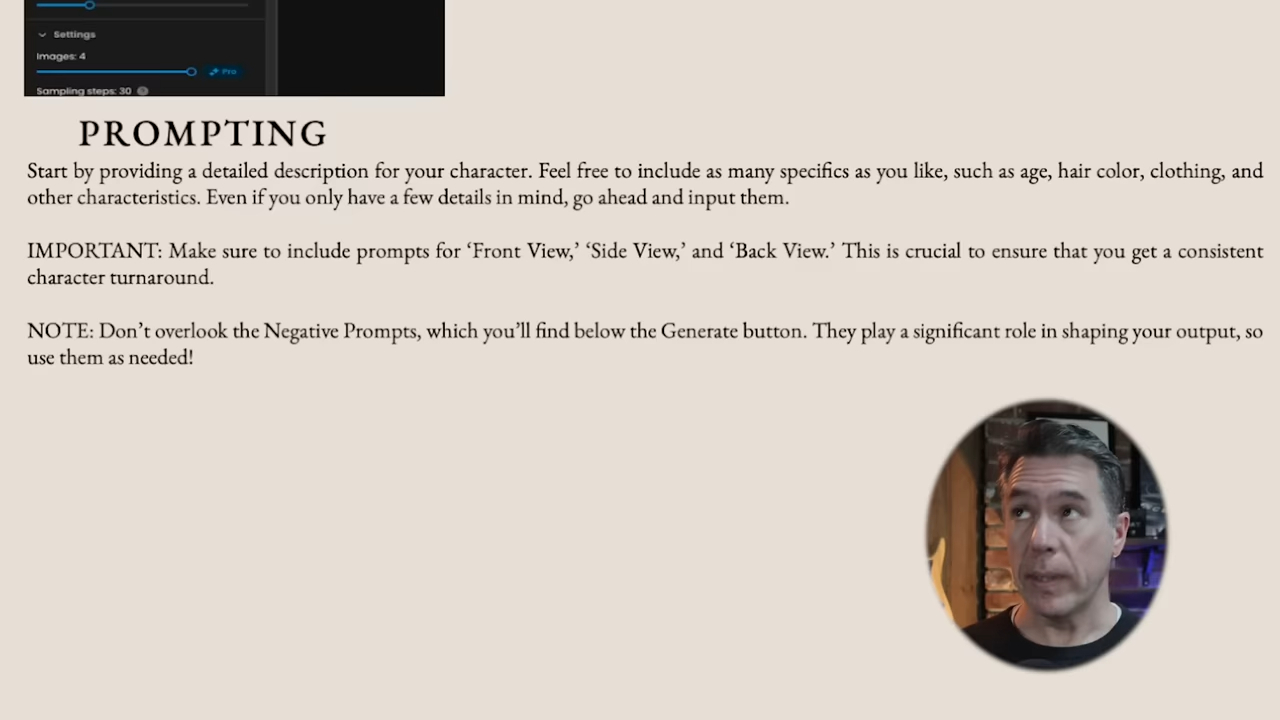 Settings
Images: 4
Pro
Sampling steps: 30
PROMPTING
Start by providing a detailed description for your character. Feel free to include as many specifics as you like, such as age, hair color, clothing, and
other characteristics. Even if you only have a few details in mind, go ahead and input them.
IMPORTANT: Make sure to include prompts for ‘Front View,’ ‘Side View,’ and ‘Back View.’ This is crucial to ensure that you get a consistent
character turnaround.
NOTE: Don’t overlook the Negative Prompts, which you’ll find below the Generate button. They play a significant role in shaping your output, so
use them as needed!